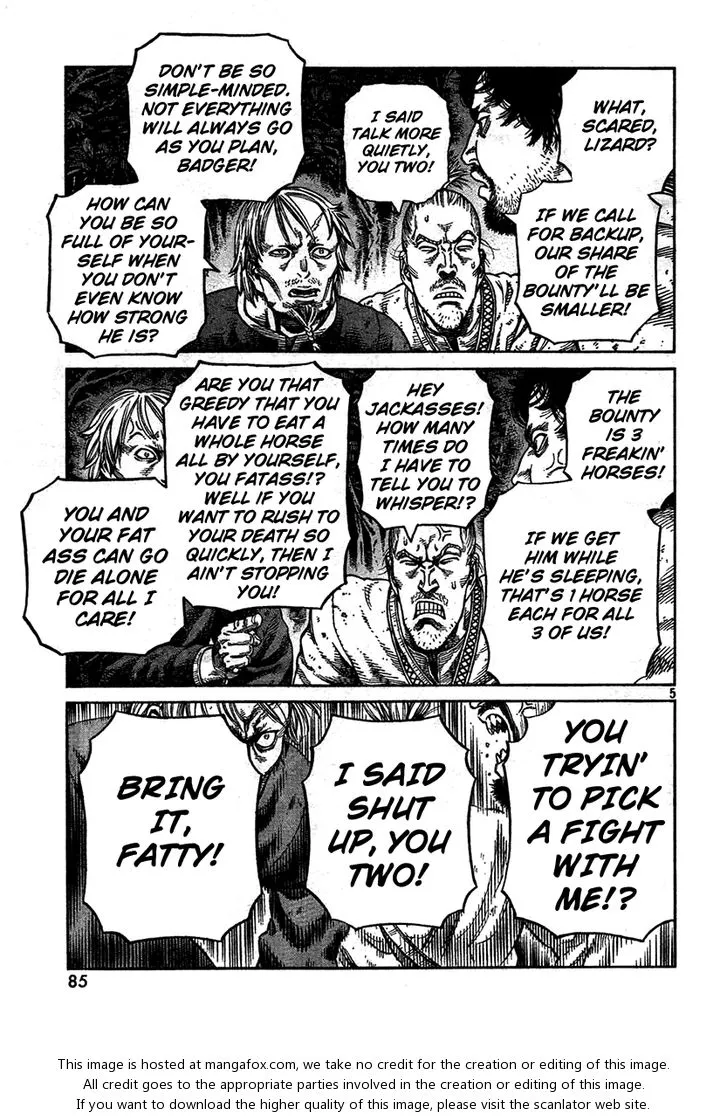 WHAT,
SCARED,
LIZARD?
IF WE CALL
FOR BACKUP,
OUR SHARE
OF THE
BOUNTY'LL BE
SMALLER!
I SAID
TALK MORE
QUIETLY,
YOU TWO!
DON'T BE SO
SIMPLE-MINDED.
NOT EVERYTHING
WILL ALWAYS GO
AS YOU PLAN,
BADGER!
HOW CAN
YOU BE SO
FULL OF YOUR-
SELF WHEN
YOU DON'T
EVEN KNOW
HOW STRONG
HE IS?
THE
BOUNTY
IS 3
FREAKIN'
HORSES!
IF WE GET
HIM WHILE
HE'S SLEEPING,
THAT'S 1 HORSE
EACH FOR ALL
3 OF US!
HEY
JACKASSES!
HOW MANY
TIMES DO
I HAVE TO
TELL YOU TO
WHISPER!?
ARE YOU THAT
GREEDY THAT YOU
HAVE TO EAT A
WHOLE HORSE
ALL BY YOURSELF,
YOU FATASS!?
WELL IF YOU
WANT TO RUSH TO
YOUR DEATH SO
QUICKLY, THEN I
AIN'T STOPPING
YOU!
YOU AND
YOUR FAT
ASS CAN GO
DIE ALONE
FOR ALL I
CARE!
5
YOU
TRYIN'
TO PICK
A FIGHT
WITH
ME!?
I SAID
SHUT
UP, YOU
TWO!
BRING
IT,
FATTY!
85
This image is hosted at mangafox.com, we take no credit for the creation or editing of this image.
All credit goes to the appropriate parties involved in the creation or editing of this image.
If you want to download the higher quality of this image, please visit the scanlator web site.